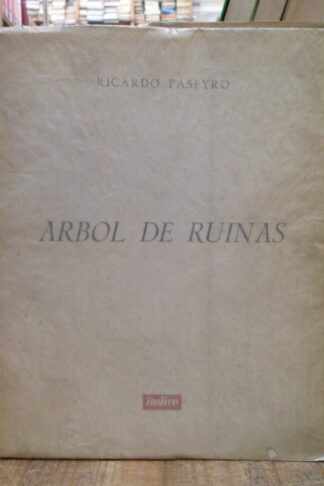 RICARDO PASEYRO
ARBOL DE RUINAS
índice